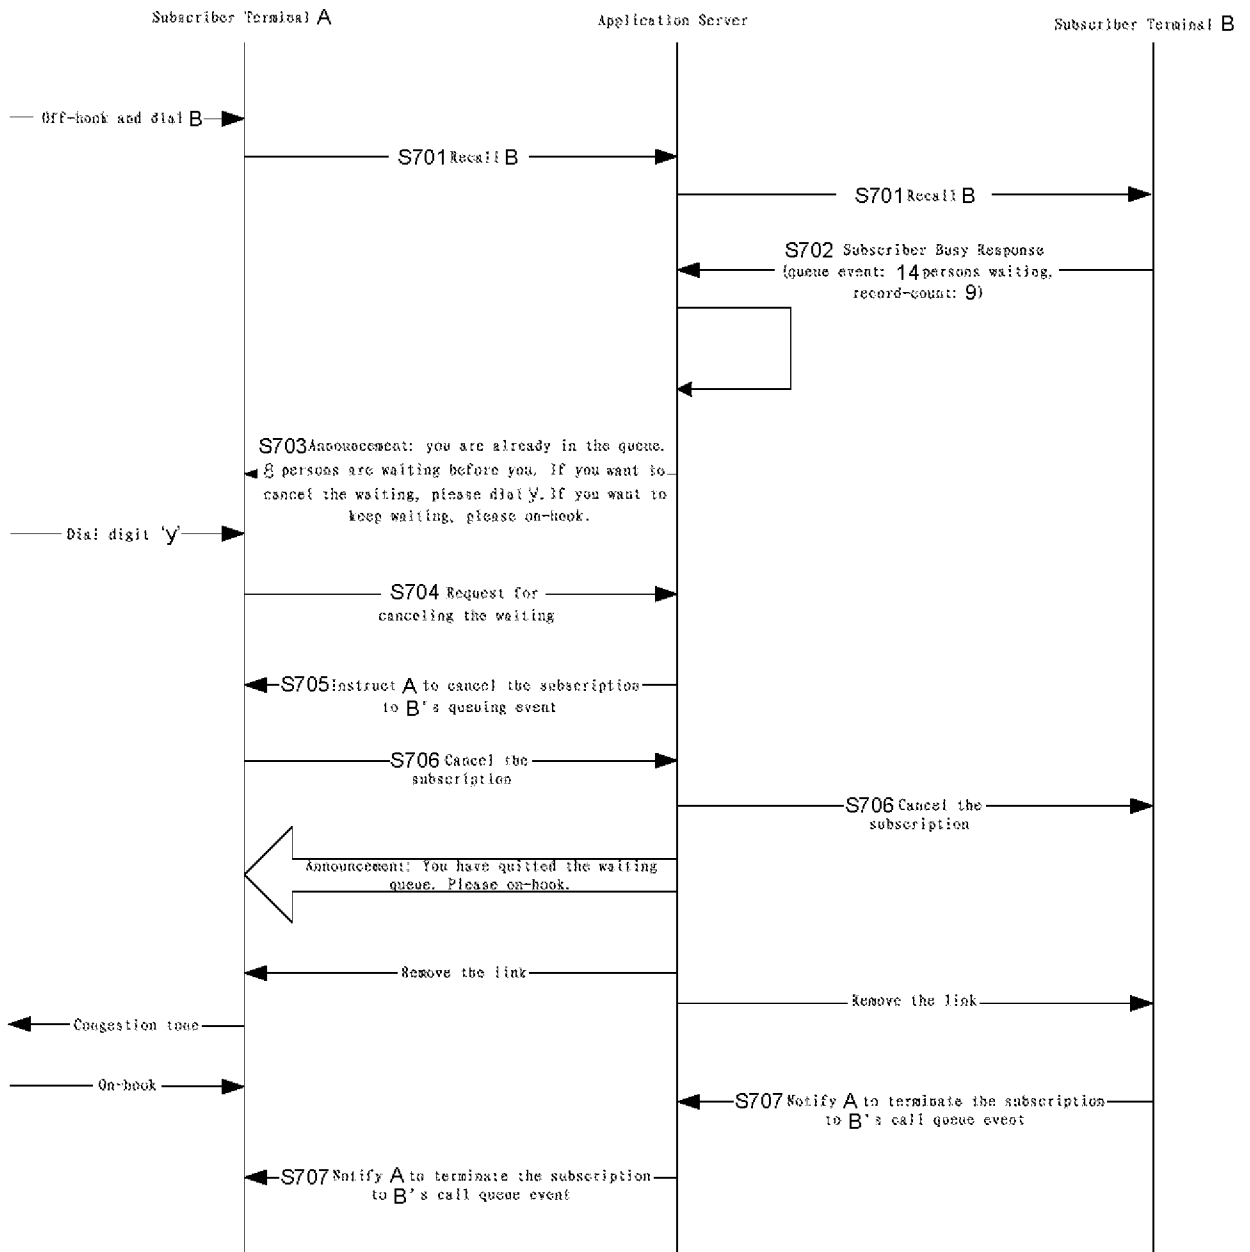 Subscriber Terminal A
Application Server
Subscriber Terminal B
Off-hook and dial B
S701 Recall B
S701 Recall B
S702 Subscriber Busy Response
(queue event: 14 persons waiting,
record-count: 9)
S703 Announcement: you are already in the queue.
8 persons are waiting before you. If you want to
cancel the waiting, please dial y. If you want to
keep waiting, please on-hook.
Dial digit 'y'
S704 Request for
canceling the waiting
S705 Instruct A to cancel the subscription
to B's queuing event
S706 Cancel the
subscription
S706 Cancel the
subscription
Announcement: You have quitted the waiting
queue. Please on-hook.
Remove the link
Remove the link
Congestion tone
On-hook
S707 Notify A to terminate the subscription
to B's call queue event
S707 Notify A to terminate the subscription
to B's call queue event